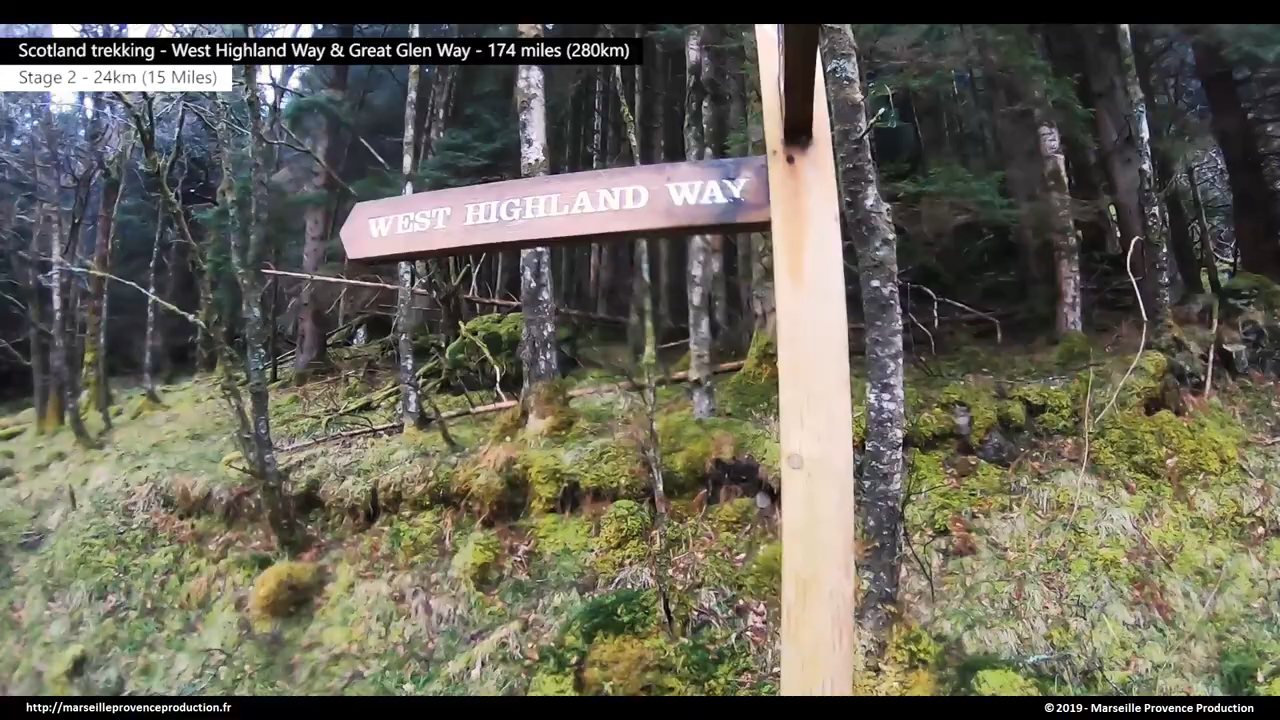 Scotland trekking - West Highland Way & Great Glen Way - 174 miles (280km)
Stage 2 - 24km (15 Miles)
WEST HIGHLAND WAY
http://marseilleprovenceproduction.fr
© 2019 - Marseille Provence Production